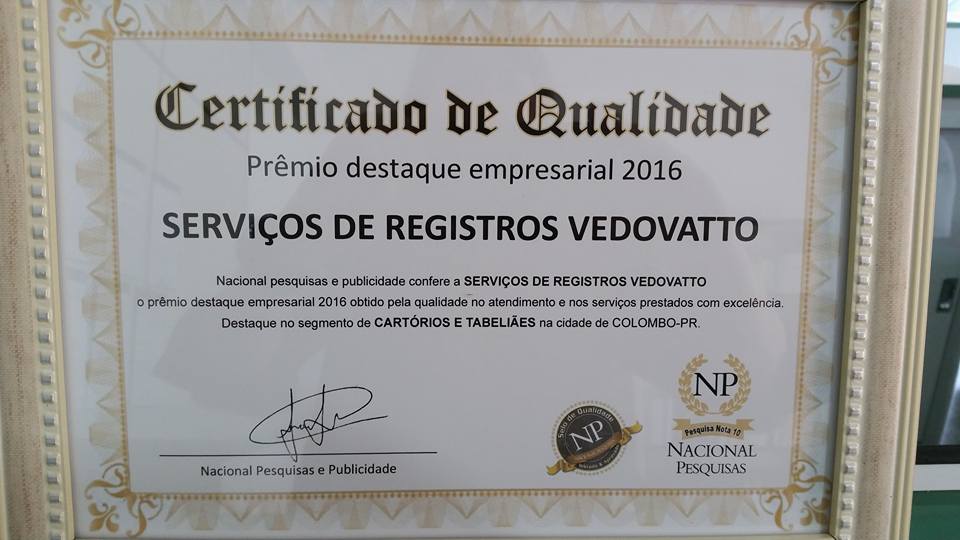 Certificado de Qualidade
Prêmio destaque empresarial 2016
SERVIÇOS DE REGISTROS VEDOVATTO
Nacional pesquisas e publicidade confere a SERVIÇOS DE REGISTROS VEDOVATTO
o prêmio destaque empresarial 2016 obtido pela qualidade no atendimento e nos serviços prestados com excelência.
Destaque no segmento de CARTÓRIOS E TABELIÃES na cidade de COLOMBO-PR.
Nacional Pesquisas e Publicidade
Selo de Qualidade
NP
NP
Pesquisa Nota 10
NACIONAL
PESQUISAS